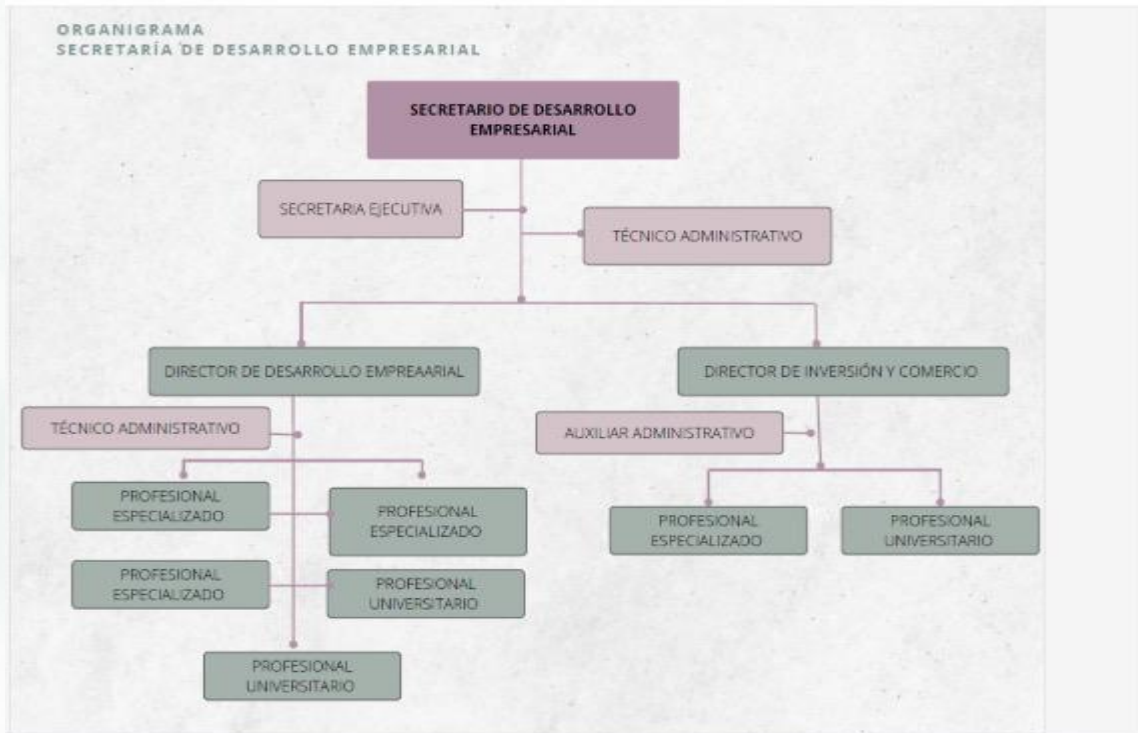 ORGANIGRAMA
SECRETARÍA DE DESARROLLO EMPRESARIAL
SECRETARIO DE DESARROLLO
EMPRESARIAL
SECRETARIA EJECUTIVA
TÉCNICO ADMINISTRATIVO
DIRECTOR DE DESARROLLO EMPREAARIAL
DIRECTOR DE INVERSIÓN Y COMERCIO
TÉCNICO ADMINISTRATIVO
AUXILIAR ADMINISTRATIVO
PROFESIONAL
ESPECIALIZADO
PROFESIONAL
ESPECIALIZADO
PROFESIONAL
ESPECIALIZADO
PROFESIONAL
UNIVERSITARIO
PROFESIONAL
ESPECIALIZADO
PROFESIONAL
UNIVERSITARIO
PROFESIONAL
UNIVERSITARIO